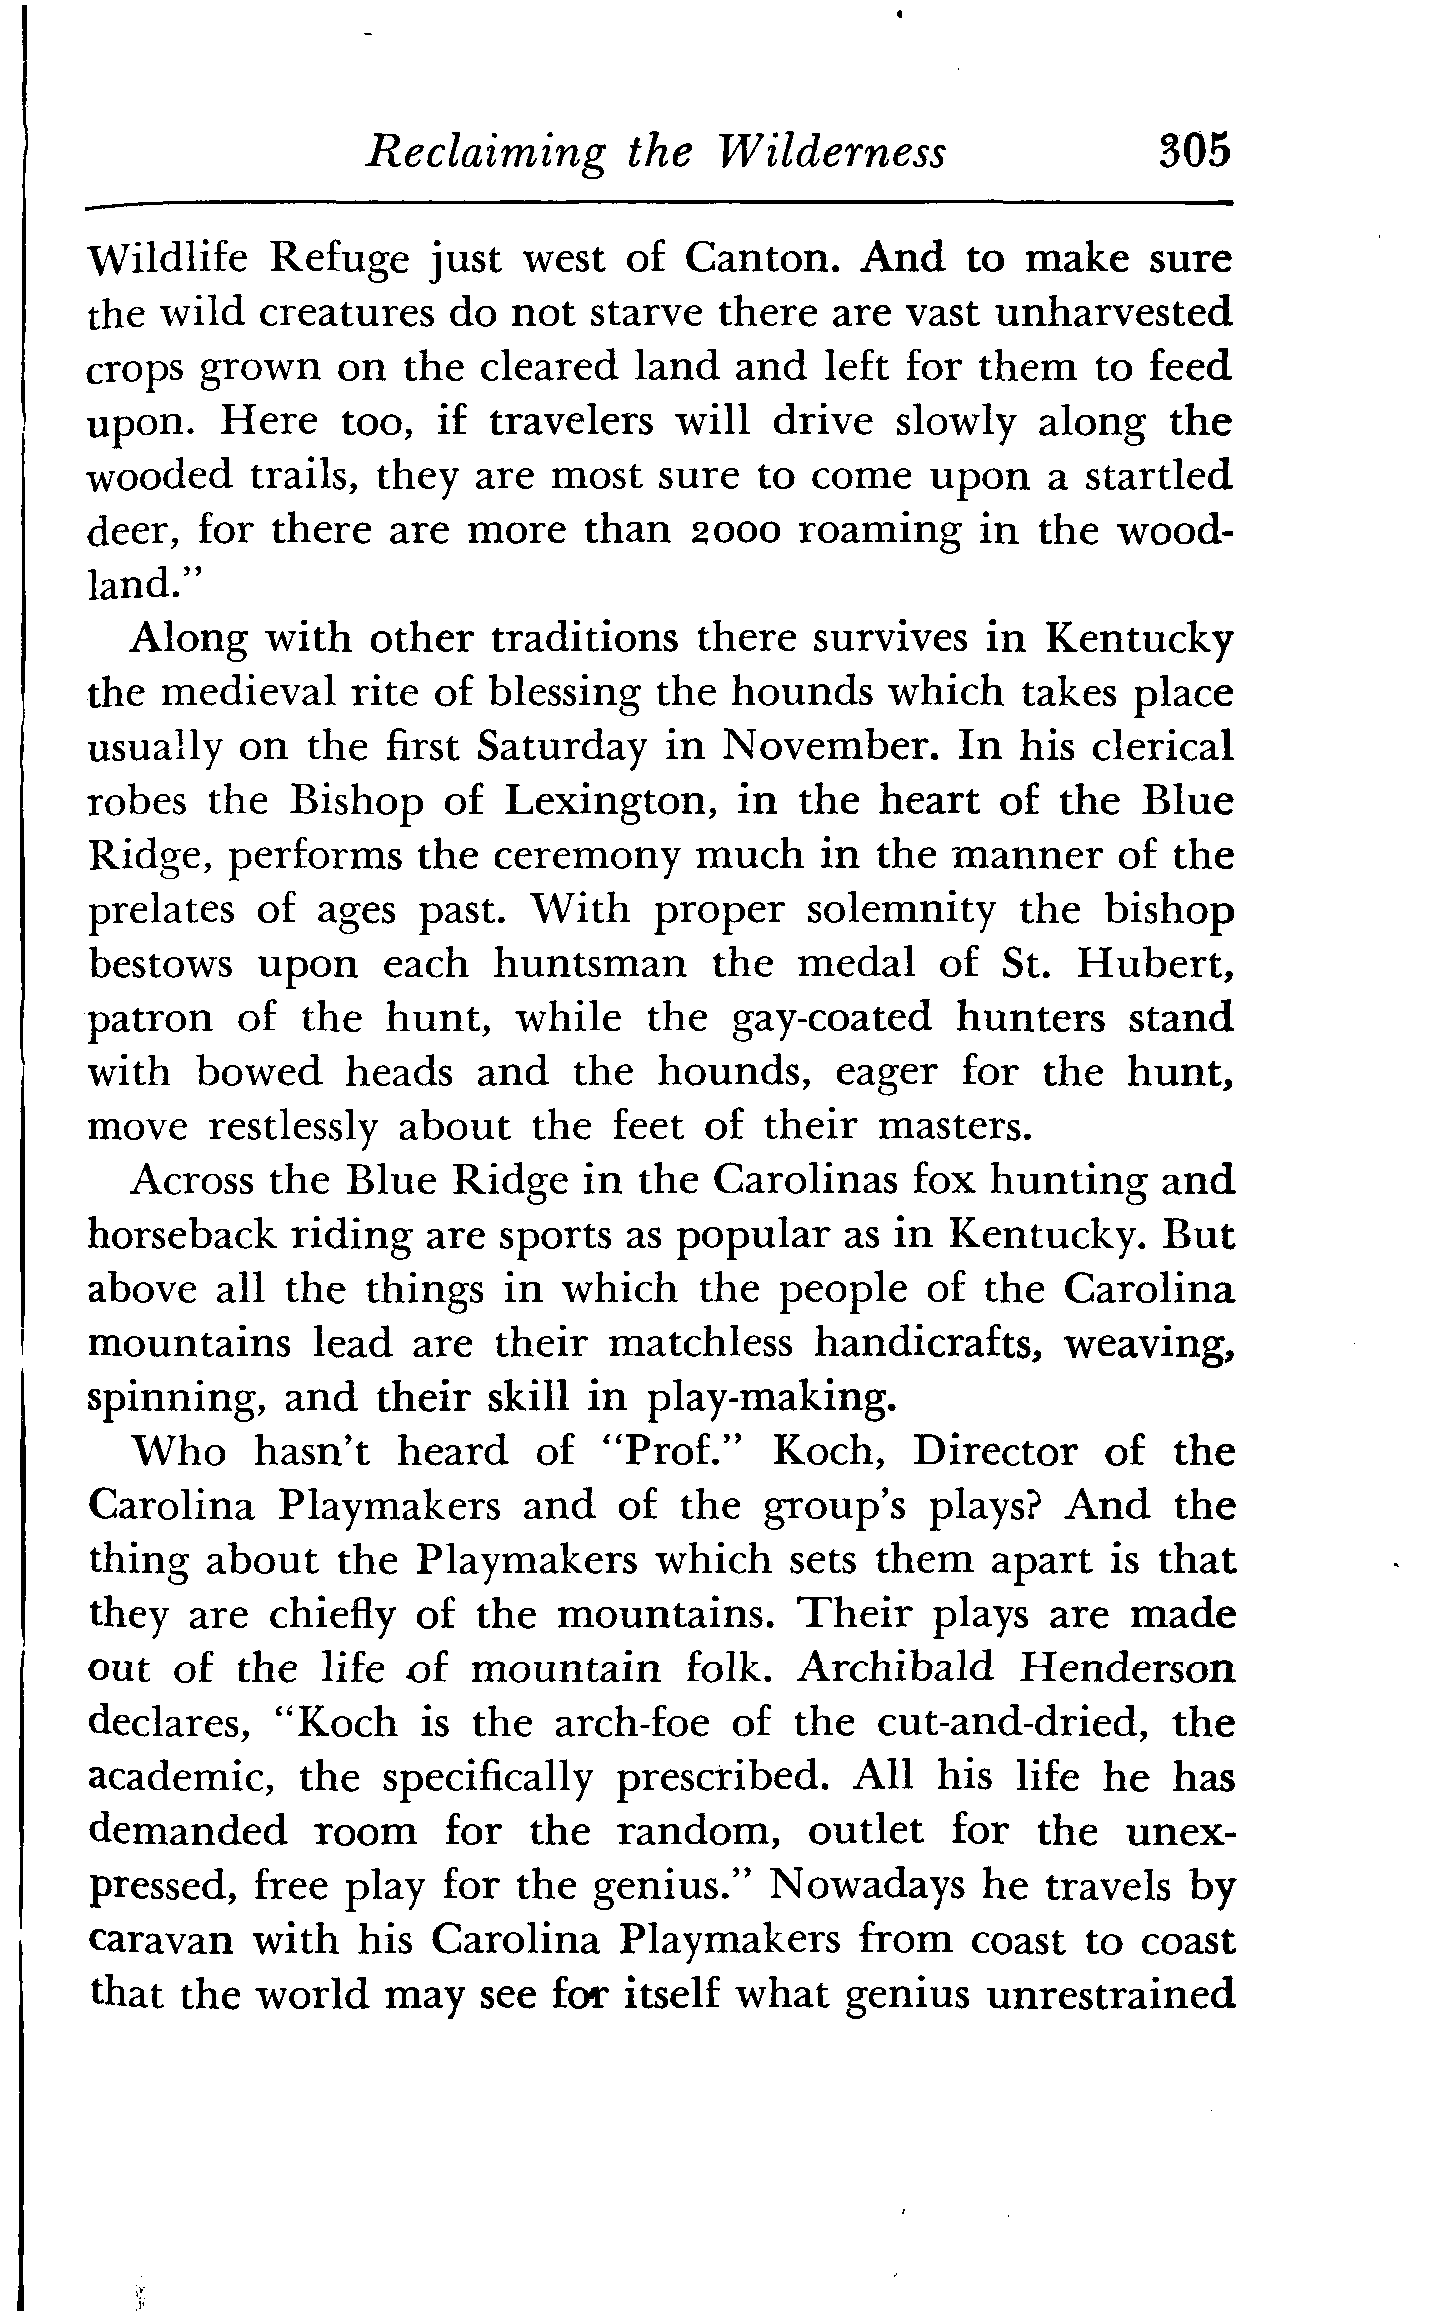 Reclaiming the Wilderness 305
Wildlife Refuge just west of Canton. And to make sure
the wild creatures do not starve there are vast unharvested
crops grown on the cleared land and left for them to feed
upon. Here too, if travelers will drive slowly along the
wooded trails, they are most sure to come upon a startled
deer, for there are more than 2000 roaming in the wood-
land.”
Along with other traditions there survives in Kentucky
the medieval rite of blessing the hounds which takes place
usually on the first Saturday in November. In his clerical
robes the Bishop of Lexington, in the heart of the Blue
Ridge, performs the ceremony much in the manner of the
prelates of ages past. With proper solemnity the bishop
bestows upon each huntsman the medal of St. Hubert,
patron of the hunt, while the gay-coated hunters stand
with bowed heads and the hounds, eager for the hunt,
move restlessly about the feet of their masters.
Across the Blue Ridge in the Carolinas fox hunting and
horseback riding are sports as popular as in Kentucky. But
above all the things in which the people of the Carolina
mountains lead are their matchless handicrafts, weaving,
spinning, and their skill in play-making.
Who hasn’t heard of “Prof.” Koch, Director of the
Carolina Playmakers and of the group’s plays? And the
thing about the Playmakers which sets them apart is that
they are chiefly of the mountains. Their plays are made
out of the life of mountain folk. Archibald Henderson
declares, “Koch is the arch-foe of the cut-and-dried, the
academic, the specifically prescribed. All his life he has
demanded room for the random, outlet for the unex-
pressed, free play for the genius.” Nowadays he travels by
caravan with his Carolina Playmakers from coast to coast
that the world may see for itself what genius unrestrained